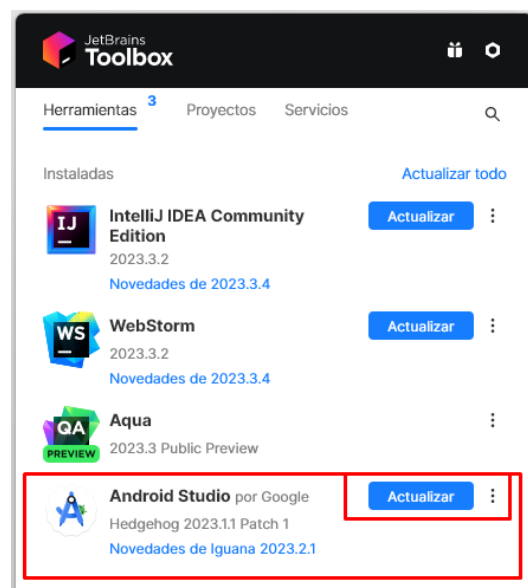 JetBrains
Toolbox
Herramientas 3 Proyectos Servicios
Instaladas Actualizar todo
IJ
IntelliJ IDEA Community
Edition
Actualizar
2023.3.2
Novedades de 2023.3.4
WS
WebStorm
Actualizar
2023.3.2
Novedades de 2023.3.4
QA
PREVIEW
Aqua
2023.3 Public Preview
Android Studio por Google
Actualizar
Hedgehog 2023.1.1 Patch 1
Novedades de Iguana 2023.2.1